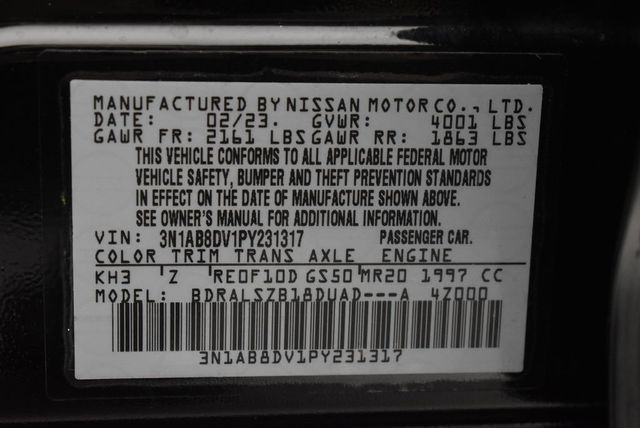 MANUFACTURED BY NISSAN MOTOR CO., LTD.
DATE: 02/23. GVWR: 4001 LBS
GAWR FR: 2161 LBS GAWR RR: 1863 LBS
THIS VEHICLE CONFORMS TO ALL APPLICABLE FEDERAL MOTOR
VEHICLE SAFETY, BUMPER AND THEFT PREVENTION STANDARDS
IN EFFECT ON THE DATE OF MANUFACTURE SHOWN ABOVE.
SEE OWNER'S MANUAL FOR ADDITIONAL INFORMATION.
VIN: 3N1AB8DV1PY231317 PASSENGER CAR.
COLOR TRIM TRANS AXLE ENGINE
KH3 Z RE0F10D GS50 MR20 1997 CC
MODEL: BDRALSZB18DUAD---A 4Z000
3N1AB8DV1PY231317